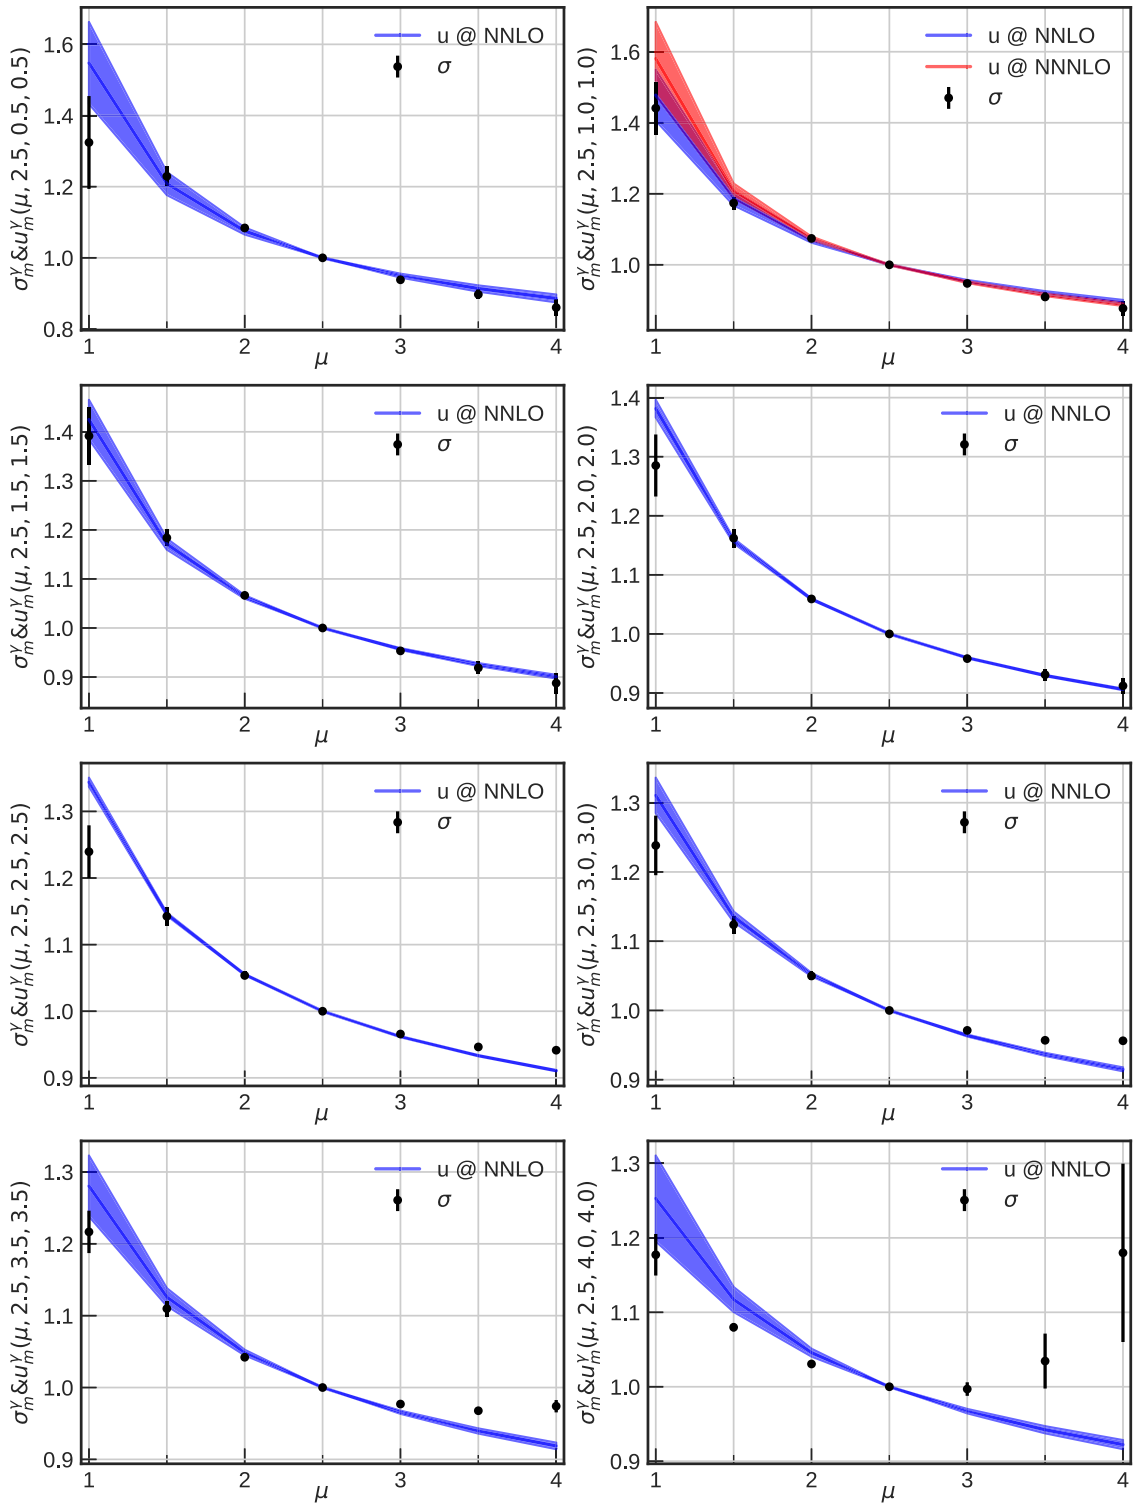 σ_m^γ&u_m^γ(μ, 2.5, 0.5, 0.5)
1.6
1.4
1.2
1.0
0.8
u @ NNLO
σ
1 2 3 4
μ
σ_m^γ&u_m^γ(μ, 2.5, 1.0, 1.0)
1.6
1.4
1.2
1.0
u @ NNLO
u @ NNNLO
σ
1 2 3 4
μ
σ_m^γ&u_m^γ(μ, 2.5, 1.5, 1.5)
1.4
1.3
1.2
1.1
1.0
0.9
u @ NNLO
σ
1 2 3 4
μ
σ_m^γ&u_m^γ(μ, 2.5, 2.0, 2.0)
1.4
1.3
1.2
1.1
1.0
0.9
u @ NNLO
σ
1 2 3 4
μ
σ_m^γ&u_m^γ(μ, 2.5, 2.5, 2.5)
1.3
1.2
1.1
1.0
0.9
u @ NNLO
σ
1 2 3 4
μ
σ_m^γ&u_m^γ(μ, 2.5, 3.0, 3.0)
1.3
1.2
1.1
1.0
0.9
u @ NNLO
σ
1 2 3 4
μ
σ_m^γ&u_m^γ(μ, 2.5, 3.5, 3.5)
1.3
1.2
1.1
1.0
0.9
u @ NNLO
σ
1 2 3 4
μ
σ_m^γ&u_m^γ(μ, 2.5, 4.0, 4.0)
1.3
1.2
1.1
1.0
0.9
u @ NNLO
σ
1 2 3 4
μ